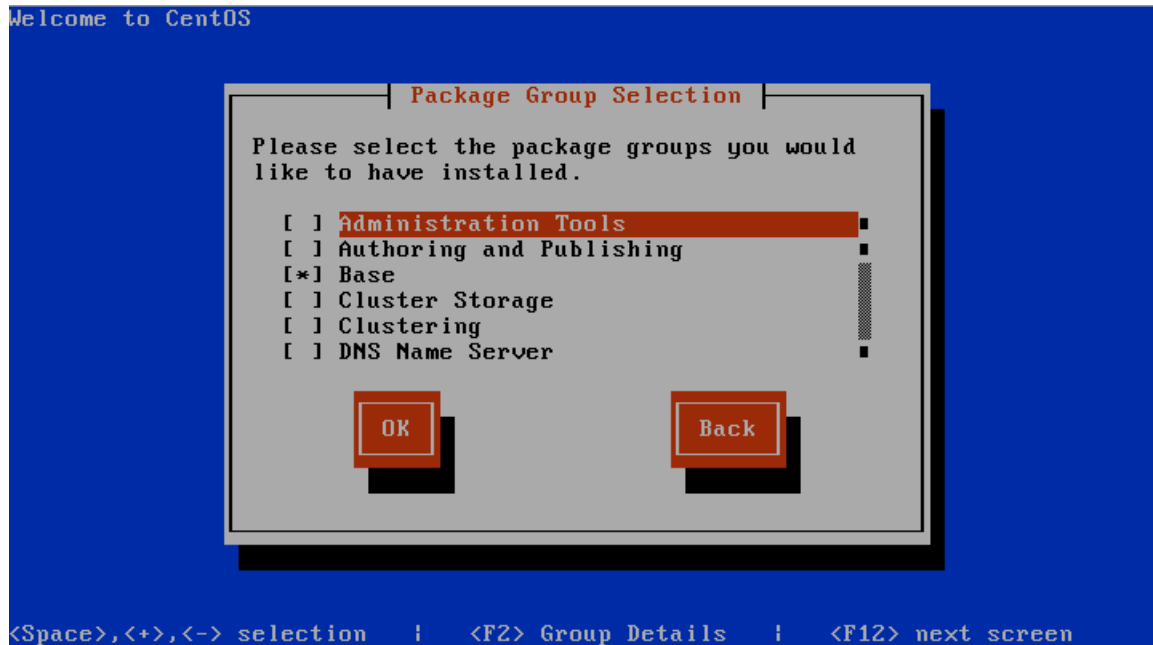 Welcome to CentOS
Package Group Selection
Please select the package groups you would
like to have installed.
[ ] Administration Tools
[ ] Authoring and Publishing
[*] Base
[ ] Cluster Storage
[ ] Clustering
[ ] DNS Name Server
OK Back
<Space>,<+>,<-> selection | <F2> Group Details | <F12> next screen